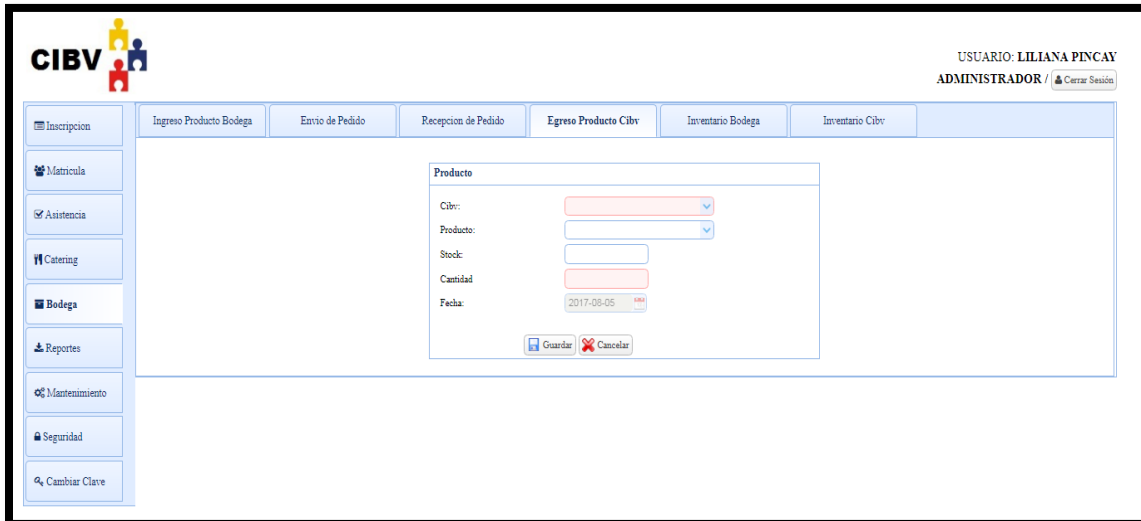 CIBV
USUARIO: LILIANA PINCAY
ADMINISTRADOR / Cerrar Sesión
Inscripcion
Matricula
Asistencia
Catering
Bodega
Reportes
Mantenimiento
Seguridad
Cambiar Clave
Ingreso Producto Bodega
Envio de Pedido
Recepcion de Pedido
Egreso Producto Cibv
Inventario Bodega
Inventario Cibv
Producto
Cibv:
Producto:
Stock:
Cantidad
Fecha: 2017-08-05
Guardar Cancelar